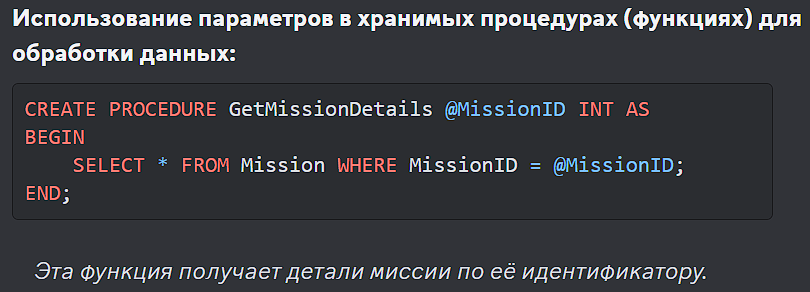 Использование параметров в хранимых процедурах (функциях) для
обработки данных:
CREATE PROCEDURE GetMissionDetails @MissionID INT AS
BEGIN
    SELECT * FROM Mission WHERE MissionID = @MissionID;
END;
Эта функция получает детали миссии по её идентификатору.